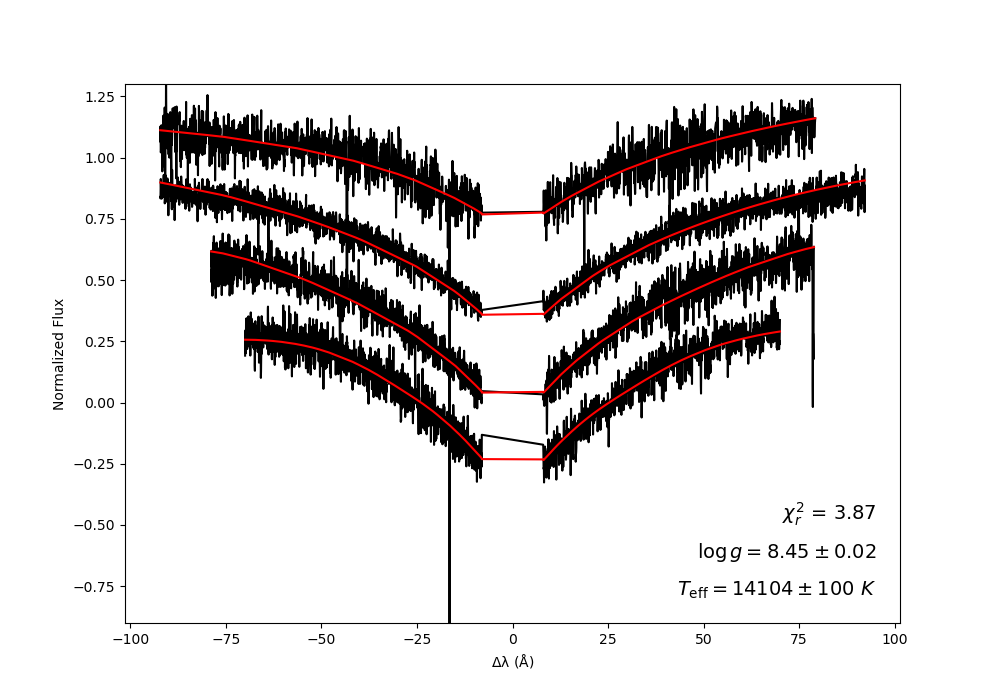 1.25
1.00
0.75
0.50
0.25
0.00
−0.25
−0.50
−0.75
Normalized Flux
χ²ᵣ = 3.87
log g = 8.45 ± 0.02
T_eff = 14104 ± 100 K
−100 −75 −50 −25 0 25 50 75 100
Δλ (Å)